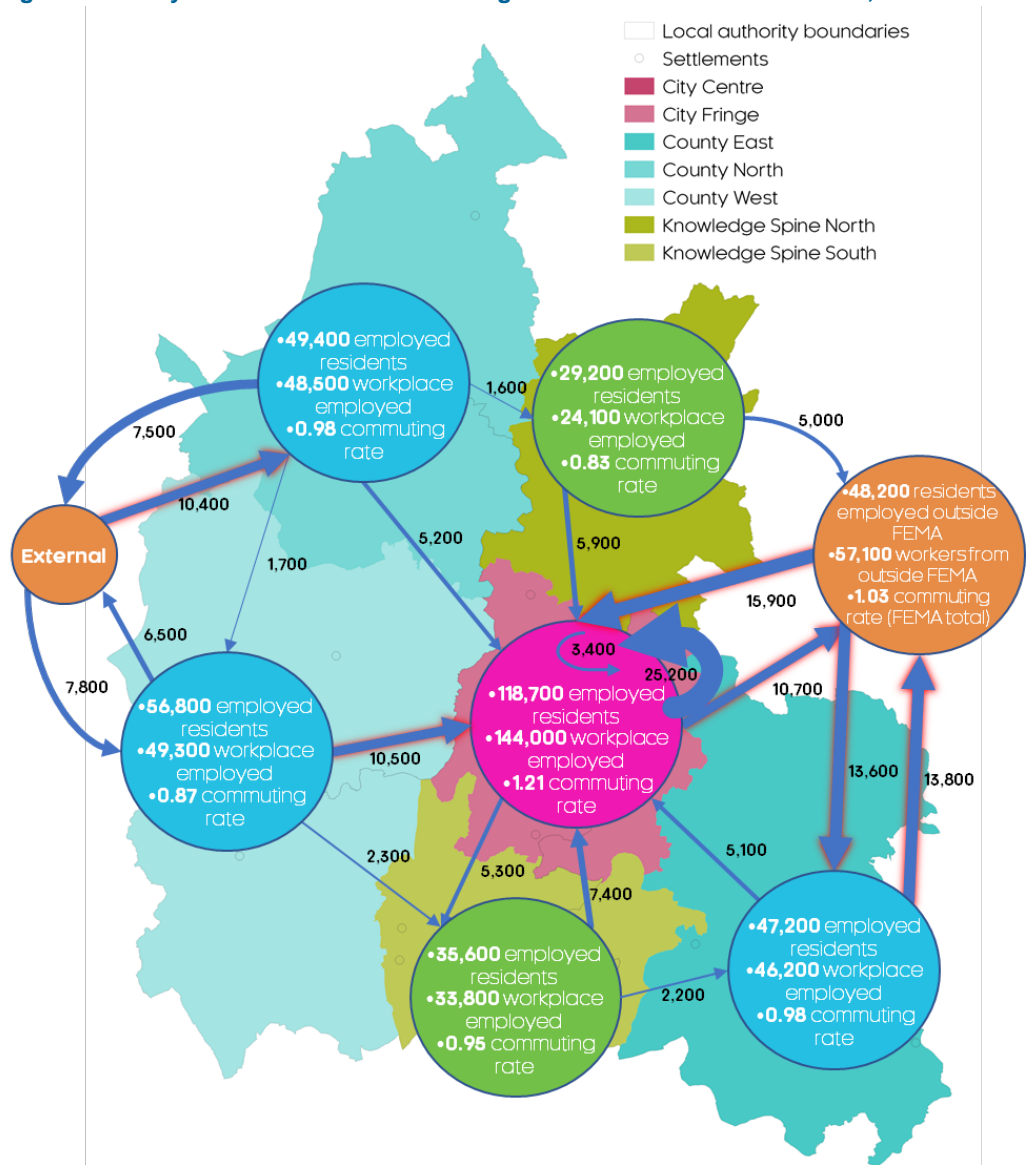 Local authority boundaries
Settlements
City Centre
City Fringe
County East
County North
County West
Knowledge Spine North
Knowledge Spine South
•49,400 employed
residents
•48,500 workplace
employed
•0.98 commuting
rate
1,600
•29,200 employed
residents
•24,100 workplace
employed
•0.83 commuting
rate
5,000
7,500
10,400
External
5,200
5,900
1,700
•48,200 residents
employed outside
FEMA
•57,100 workers from
outside FEMA
•1.03 commuting
rate (FEMA total)
15,900
6,500
7,800
3,400
25,200
10,700
•56,800 employed
residents
•49,300 workplace
employed
•0.87 commuting
rate
10,500
•118,700 employed
residents
•144,000 workplace
employed
•1.21 commuting
rate
13,600
13,800
2,300
5,300
7,400
5,100
•35,600 employed
residents
•33,800 workplace
employed
•0.95 commuting
rate
2,200
•47,200 employed
residents
•46,200 workplace
employed
•0.98 commuting
rate